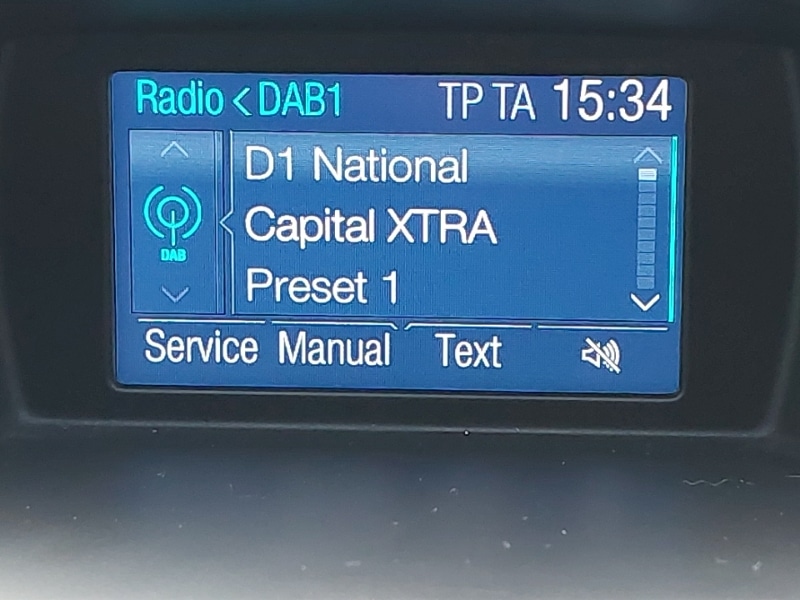 Radio < DAB1 TP TA 15:34
D1 National
DAB
Capital XTRA
Preset 1
Service Manual Text